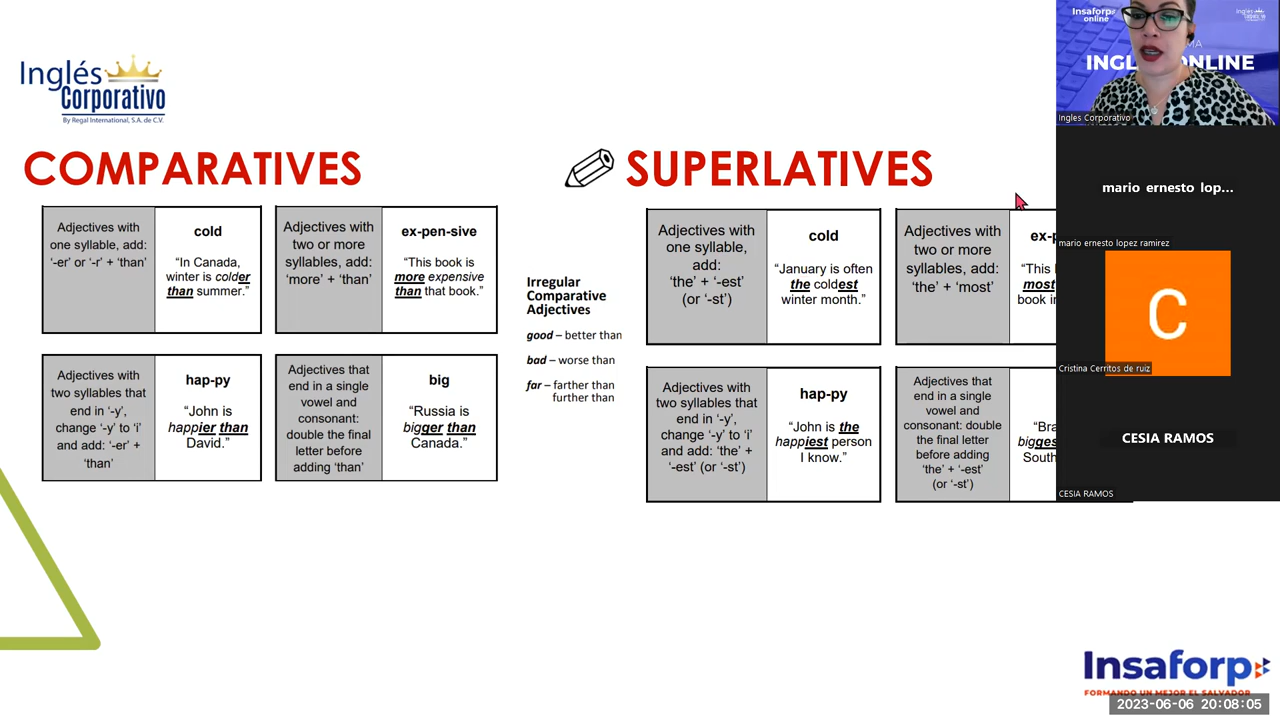 Inglés
Corporativo
By Regal International, S.A. de C.V.
COMPARATIVES
Adjectives with
one syllable, add:
‘-er’ or ‘-r’ + ‘than’
cold
“In Canada,
winter is colder
than summer.”
Adjectives with
two or more
syllables, add:
‘more’ + ‘than’
ex-pen-sive
“This book is
more expensive
than that book.”
Adjectives with
two syllables that
end in ‘-y’,
change ‘-y’ to ‘i’
and add: ‘-er’ +
‘than’
hap-py
“John is
happier than
David.”
Adjectives that
end in a single
vowel and
consonant:
double the final
letter before
adding ‘than’
big
“Russia is
bigger than
Canada.”
Irregular
Comparative
Adjectives
good – better than
bad – worse than
far – farther than
further than
SUPERLATIVES
Adjectives with
one syllable,
add:
‘the’ + ‘-est’
(or ‘-st’)
cold
“January is often
the coldest
winter month.”
Adjectives with
two or more
syllables, add:
‘the’ + ‘most’
ex-p
“This
most
book in
Adjectives with
two syllables that
end in ‘-y’,
change ‘-y’ to ‘i’
and add: ‘the’ +
‘-est’ (or ‘-st’)
hap-py
“John is the
happiest person
I know.”
Adjectives that
end in a single
vowel and
consonant: double
the final letter
before adding
‘the’ + ‘-est’
(or ‘-st’)
“Bra
bigges
South
Insaforp
online
INGL ONLINE
Ingles Corporativo
mario ernesto lop...
mario ernesto lopez ramirez
C
Cristina Cerritos de ruiz
CESIA RAMOS
CESIA RAMOS
Insaforp
FORMANDO UN MEJOR EL SALVADOR
2023-06-06 20:08:05